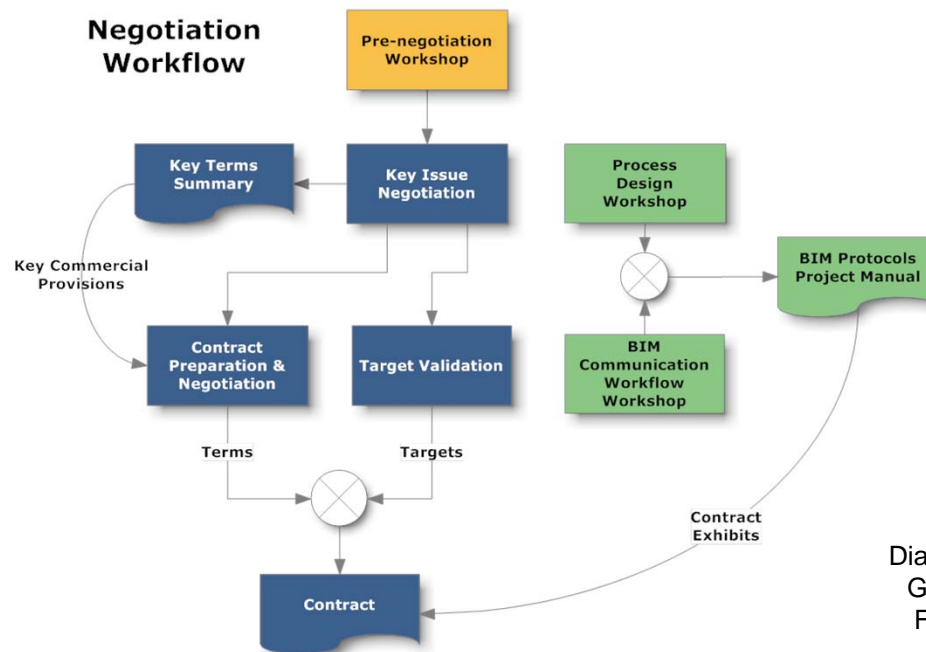 Negotiation
Workflow
Pre-negotiation
Workshop
Key Terms
Summary
Key Issue
Negotiation
Process
Design
Workshop
Key Commercial
Provisions
BIM Protocols
Project Manual
Contract
Preparation &
Negotiation
Target Validation
BIM
Communication
Workflow
Workshop
Terms
Targets
Contract
Exhibits
Contract